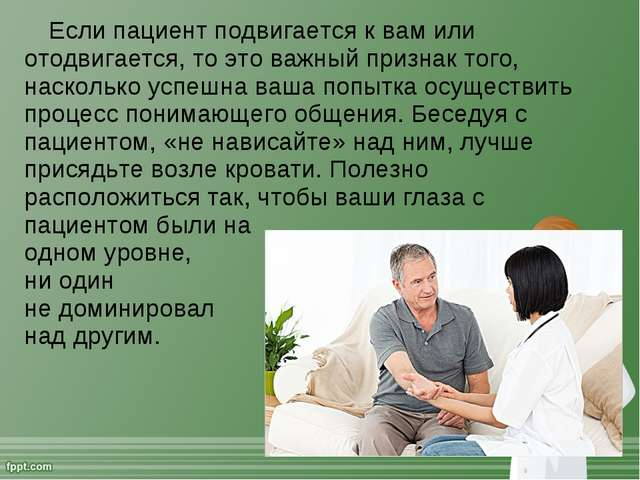 Если пациент подвигается к вам или
отодвигается, то это важный признак того,
насколько успешна ваша попытка осуществить
процесс понимающего общения. Беседуя с
пациентом, «не нависайте» над ним, лучше
присядьте возле кровати. Полезно
расположиться так, чтобы ваши глаза с
пациентом были на
одном уровне,
ни один
не доминировал
над другим.
fppt.com